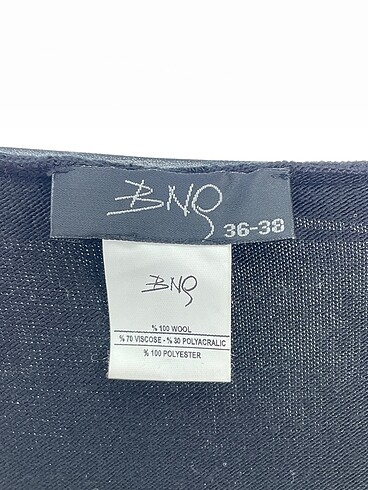 BNG
36-38
BNG
% 100 WOOL
% 70 VISCOSE - % 30 POLYACRALIC
% 100 POLYESTER